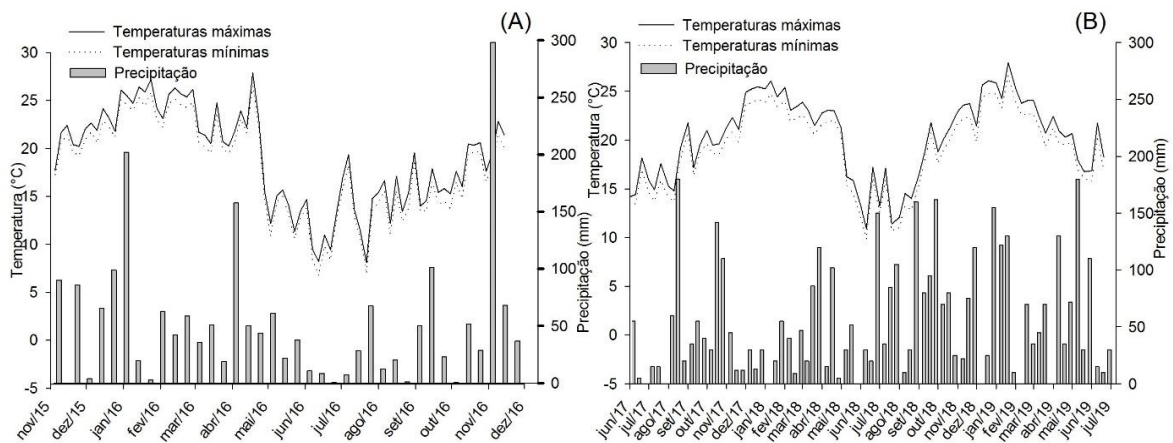 (A)
Temperaturas máximas
Temperaturas mínimas
Precipitação
Temperatura (°C)
30
25
20
15
10
5
0
-5
300
250
200
150
100
50
0
Precipitação (mm)
nov/15
dez/15
jan/16
fev/16
mar/16
abr/16
mai/16
jun/16
jul/16
ago/16
set/16
out/16
nov/16
dez/16
(B)
Temperaturas máximas
Temperaturas mínimas
Precipitação
Temperatura (°C)
30
25
20
15
10
5
0
-5
300
250
200
150
100
50
0
Precipitação (mm)
jun/17
jul/17
ago/17
set/17
out/17
nov/17
dez/17
jan/18
fev/18
mar/18
abr/18
mai/18
jun/18
jul/18
ago/18
set/18
out/18
nov/18
dez/18
jan/19
fev/19
mar/19
abr/19
mai/19
jun/19
jul/19